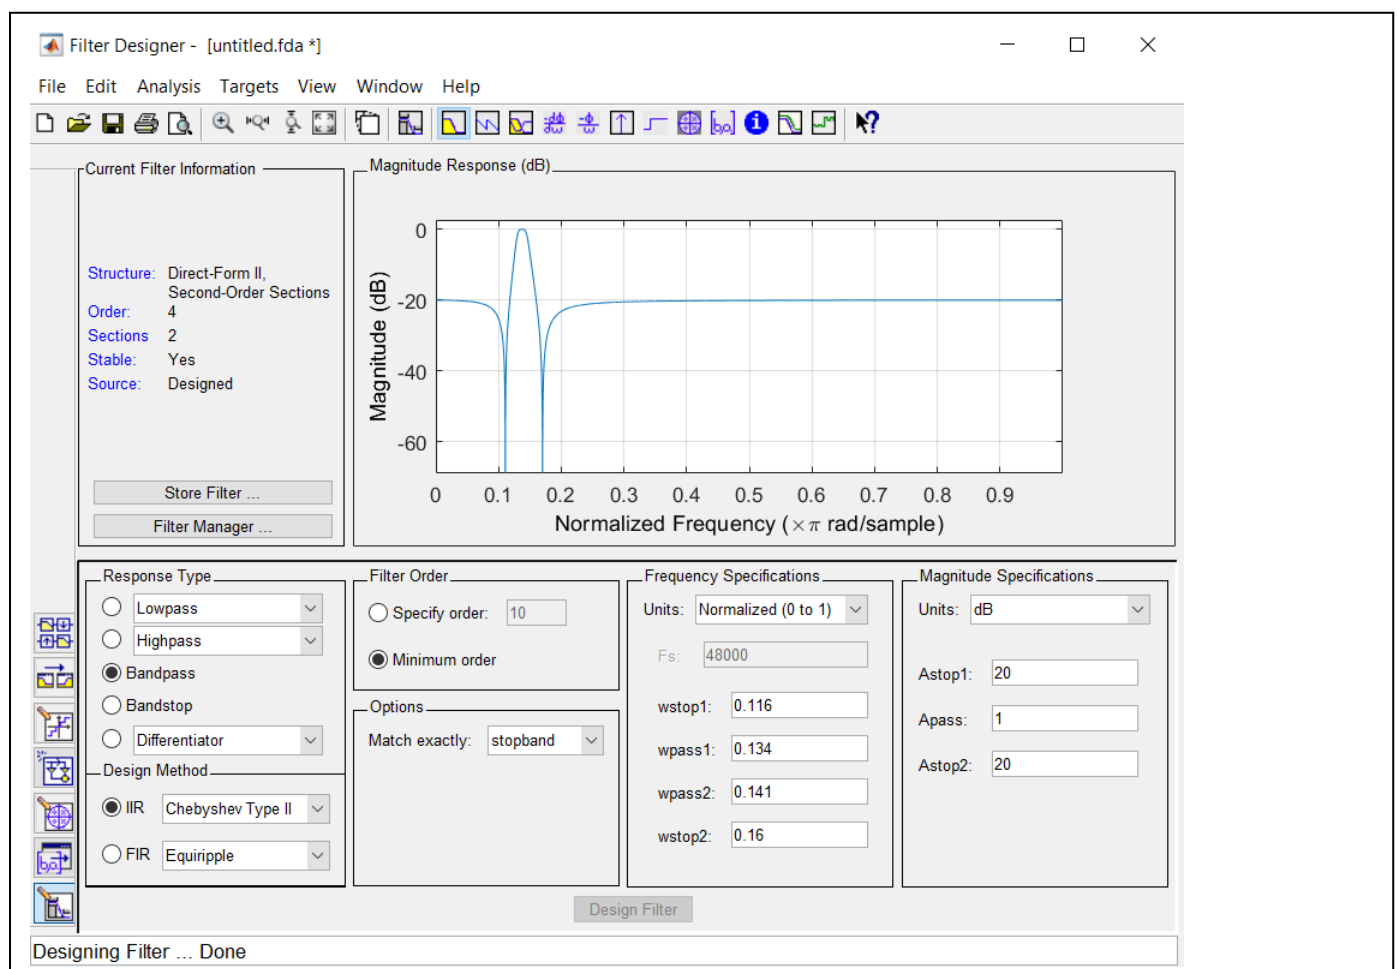 Filter Designer - [untitled.fda *]
File Edit Analysis Targets View Window Help
Current Filter Information
Structure: Direct-Form II,
Second-Order Sections
Order: 4
Sections 2
Stable: Yes
Source: Designed
Store Filter ...
Filter Manager ...
Magnitude Response (dB)
Magnitude (dB)
0
-20
-40
-60
0 0.1 0.2 0.3 0.4 0.5 0.6 0.7 0.8 0.9
Normalized Frequency (×π rad/sample)
Response Type
Lowpass
Highpass
Bandpass
Bandstop
Differentiator
Design Method
IIR Chebyshev Type II
FIR Equiripple
Filter Order
Specify order: 10
Minimum order
Options
Match exactly: stopband
Frequency Specifications
Units: Normalized (0 to 1)
Fs: 48000
wstop1: 0.116
wpass1: 0.134
wpass2: 0.141
wstop2: 0.16
Magnitude Specifications
Units: dB
Astop1: 20
Apass: 1
Astop2: 20
Design Filter
Designing Filter ... Done